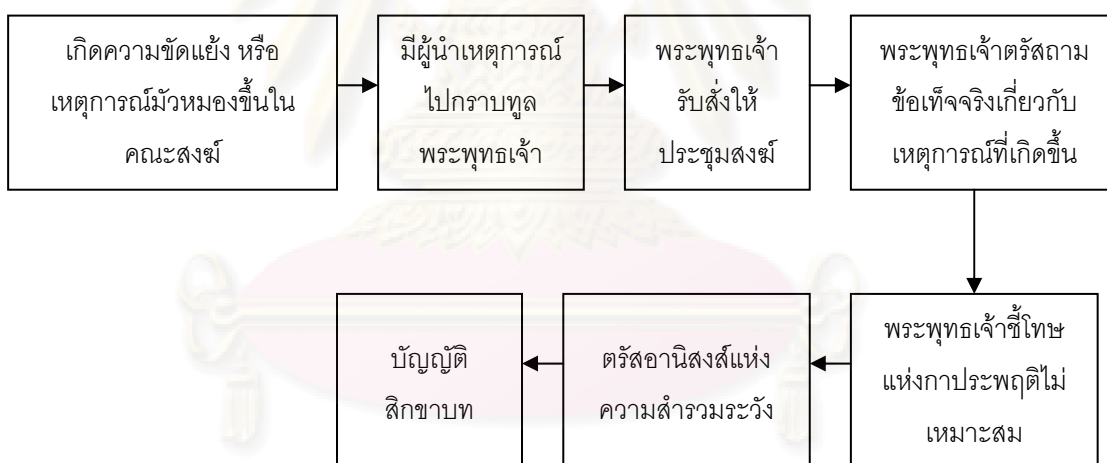 เกิดความขัดแย้ง หรือ
เหตุการณ์มัวหมองขึ้นใน
คณะสงฆ์
มีผู้นำเหตุการณ์
ไปกราบทูล
พระพุทธเจ้า
พระพุทธเจ้า
รับสั่งให้
ประชุมสงฆ์
พระพุทธเจ้าตรัสถาม
ข้อเท็จจริงเกี่ยวกับ
เหตุการณ์ที่เกิดขึ้น
พระพุทธเจ้าชี้โทษ
แห่งกาประพฤติไม่
เหมาะสม
ตรัสอานิสงส์แห่ง
ความสำรวมระวัง
บัญญัติ
สิกขาบท